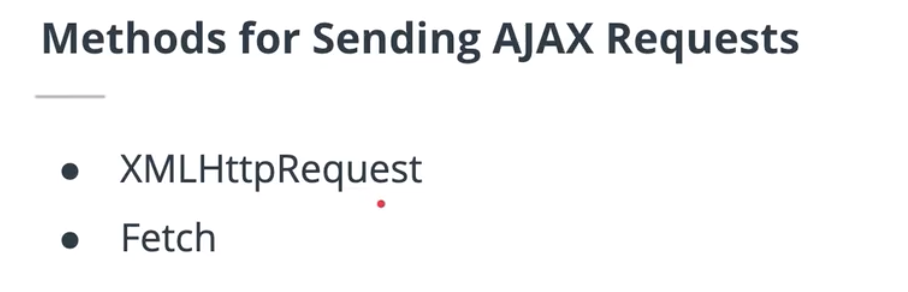 Methods for Sending AJAX Requests
● XMLHttpRequest
● Fetch